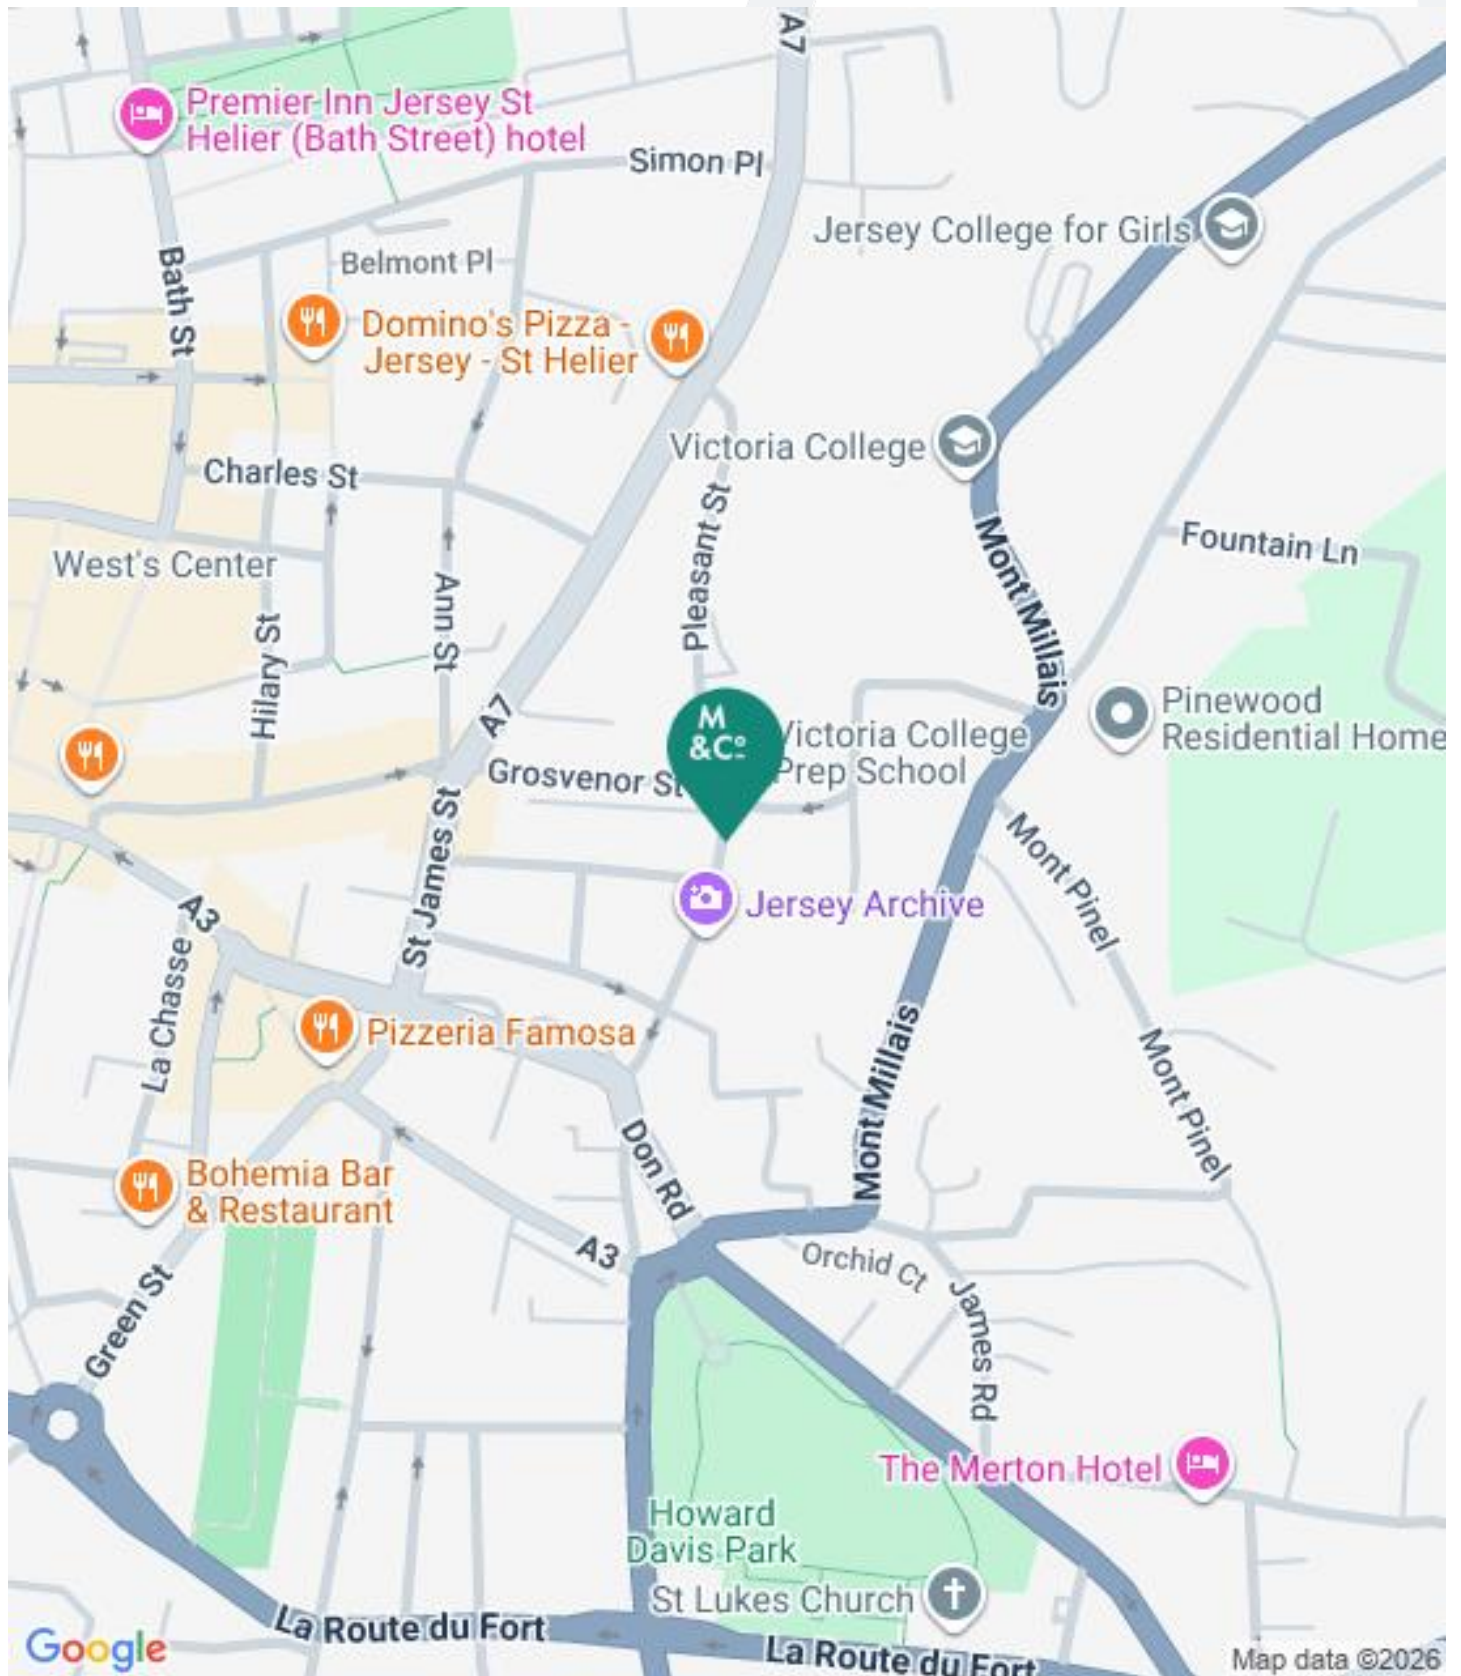 A7
Premier Inn Jersey St
Helier (Bath Street) hotel
Simon Pl
Jersey College for Girls
Bath St
Belmont Pl
Domino's Pizza -
Jersey - St Helier
Victoria College
Charles St
Pleasant St
Mont Millais
Fountain Ln
West's Center
Ann St
Hilary St
A7
M
&Co
Victoria College
Prep School
Pinewood
Residential Home
Grosvenor St
St James St
Mont Pinel
Jersey Archive
A3
La Chasse
Pizzeria Famosa
Mont Millais
Mont Pinel
Don Rd
Bohemia Bar
& Restaurant
A3
Orchid Ct
Green St
James Rd
The Merton Hotel
Howard
Davis Park
St Lukes Church
La Route du Fort
La Route du Fort
Google
Map data ©2026